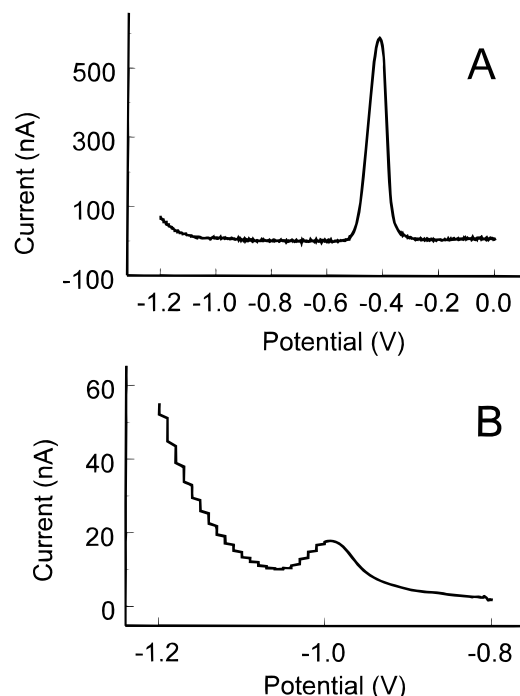 A
500
300
100
-100
Current (nA)
-1.2 -1.0 -0.8 -0.6 -0.4 -0.2 0.0
Potential (V)
B
60
40
20
0
Current (nA)
-1.2 -1.0 -0.8
Potential (V)